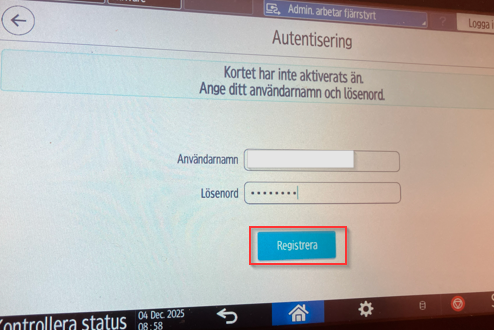 Admin. arbetar fjärrstyrt
?
Logga i
Autentisering
Kortet har inte aktiverats än.
Ange ditt användarnamn och lösenord.
Användarnamn
Lösenord ••••••••
Registrera
Kontrollera status
04 Dec. 2025
08:58